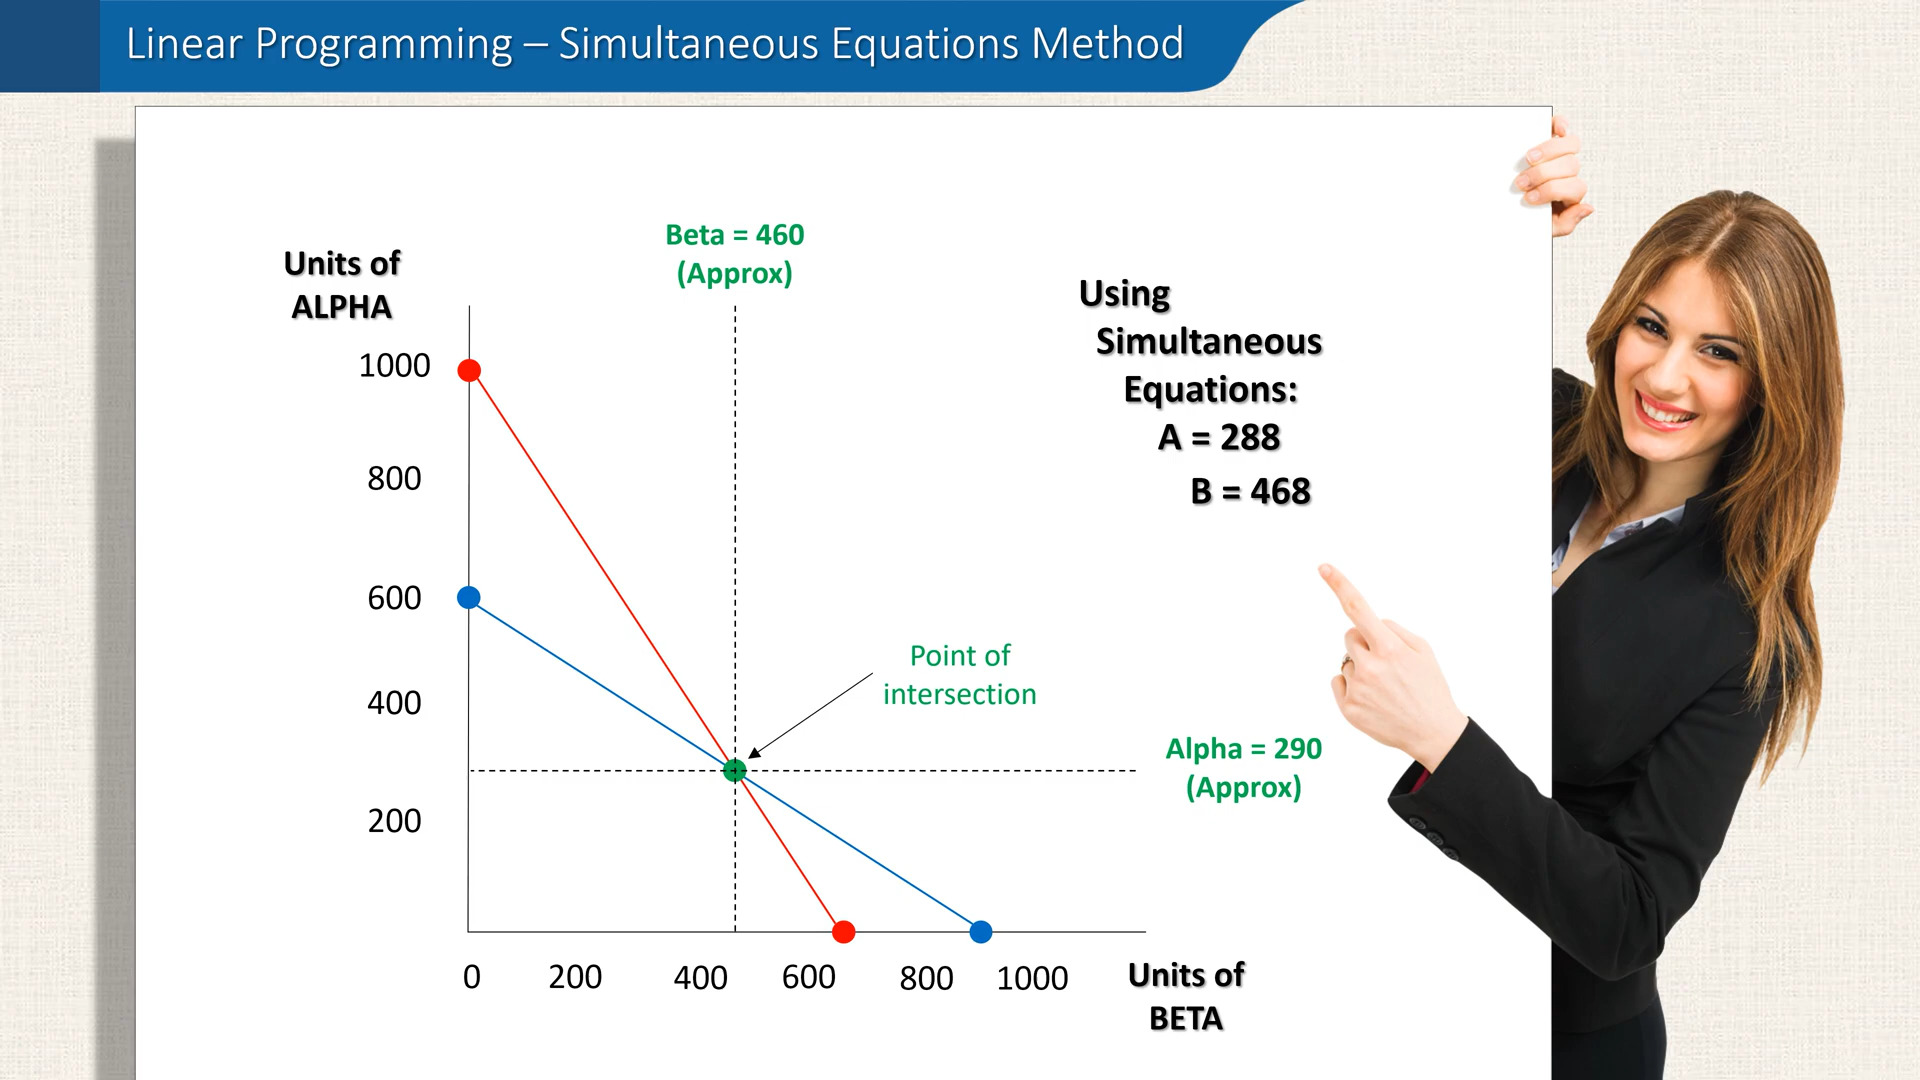 Linear Programming – Simultaneous Equations Method
Beta = 460
(Approx)
Units of
ALPHA
Using
Simultaneous
Equations:
A = 288
B = 468
1000
800
600
400
200
Point of
intersection
Alpha = 290
(Approx)
0 200 400 600 800 1000
Units of
BETA